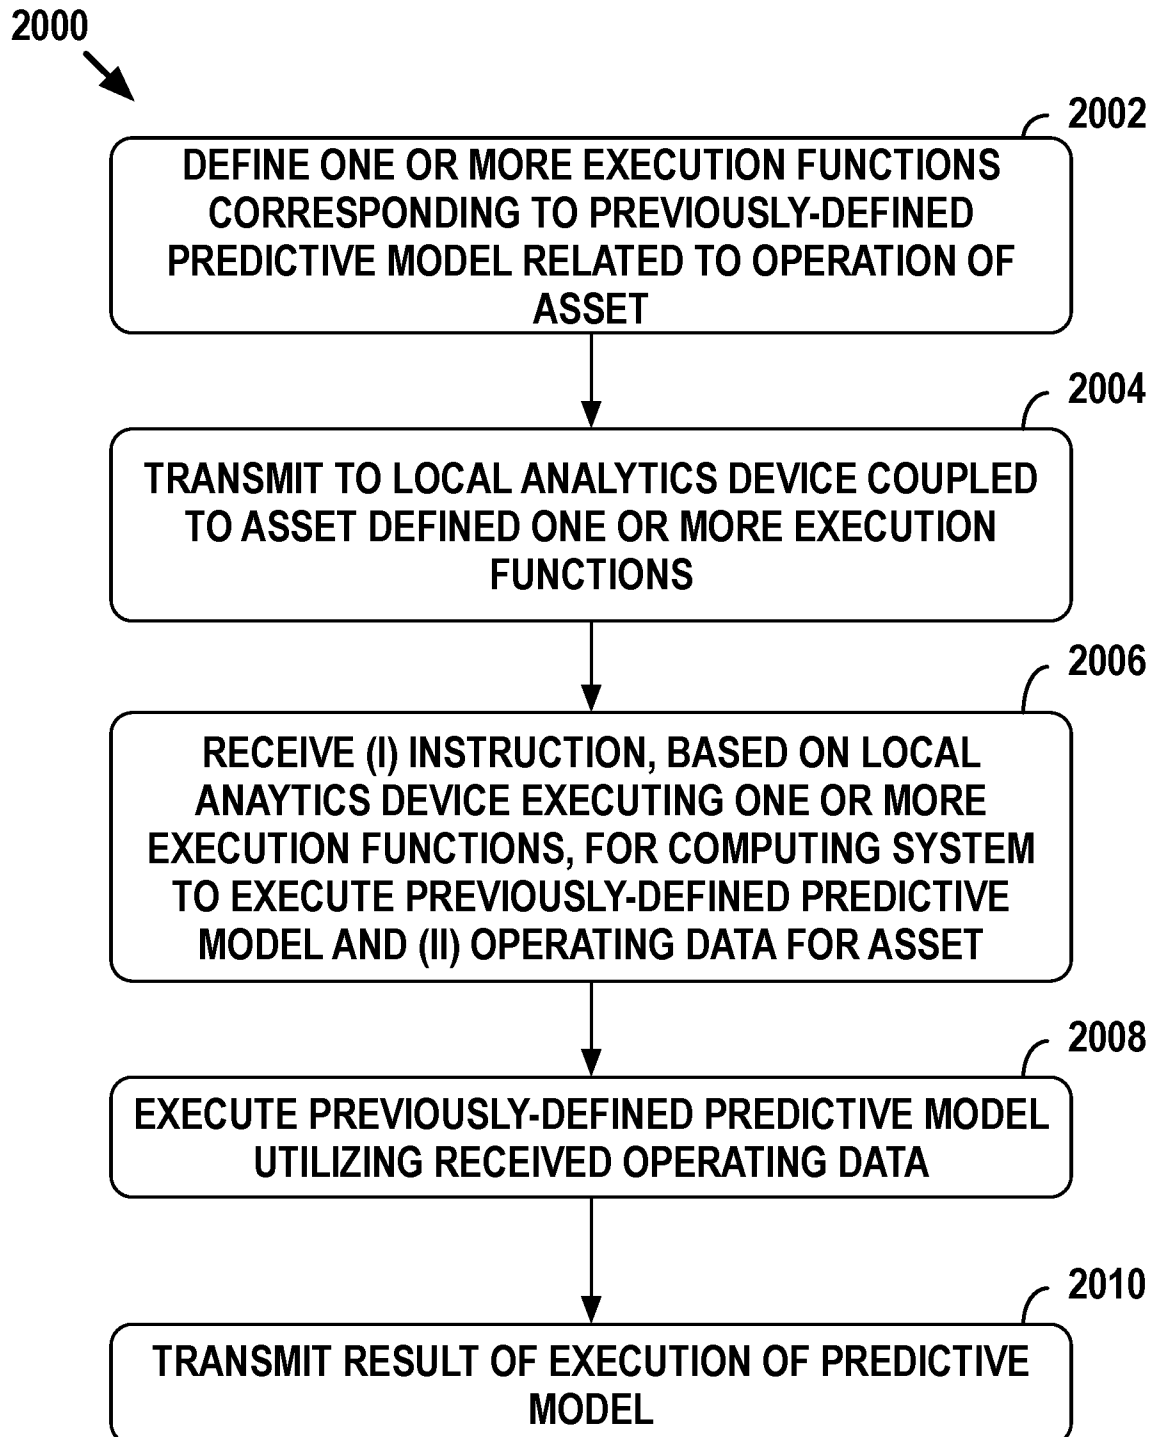 2000
2002
DEFINE ONE OR MORE EXECUTION FUNCTIONS
CORRESPONDING TO PREVIOUSLY-DEFINED
PREDICTIVE MODEL RELATED TO OPERATION OF
ASSET
2004
TRANSMIT TO LOCAL ANALYTICS DEVICE COUPLED
TO ASSET DEFINED ONE OR MORE EXECUTION
FUNCTIONS
2006
RECEIVE (I) INSTRUCTION, BASED ON LOCAL
ANAYTICS DEVICE EXECUTING ONE OR MORE
EXECUTION FUNCTIONS, FOR COMPUTING SYSTEM
TO EXECUTE PREVIOUSLY-DEFINED PREDICTIVE
MODEL AND (II) OPERATING DATA FOR ASSET
2008
EXECUTE PREVIOUSLY-DEFINED PREDICTIVE MODEL
UTILIZING RECEIVED OPERATING DATA
2010
TRANSMIT RESULT OF EXECUTION OF PREDICTIVE
MODEL